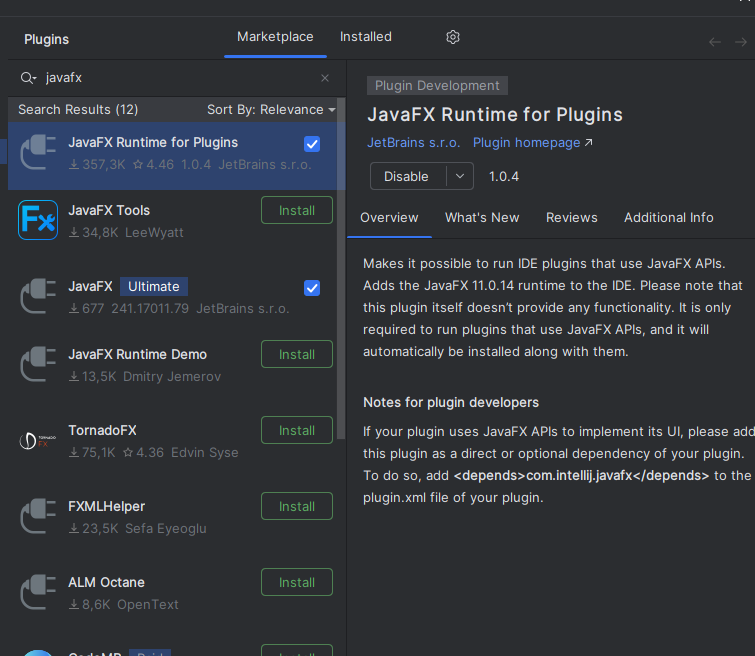 Plugins
Marketplace
Installed
javafx
Search Results (12)
Sort By: Relevance
JavaFX Runtime for Plugins
357,3K 4.46 1.0.4 JetBrains s.r.o.
JavaFX Tools
Install
34,8K LeeWyatt
JavaFX Ultimate
677 241.17011.79 JetBrains s.r.o.
JavaFX Runtime Demo
Install
13,5K Dmitry Jemerov
TornadoFX
Install
75,1K 4.36 Edvin Syse
FXMLHelper
Install
23,5K Sefa Eyeoglu
ALM Octane
Install
8,6K OpenText
Plugin Development
JavaFX Runtime for Plugins
JetBrains s.r.o. Plugin homepage ↗
Disable
1.0.4
Overview
What's New
Reviews
Additional Info
Makes it possible to run IDE plugins that use JavaFX APIs.
Adds the JavaFX 11.0.14 runtime to the IDE. Please note that
this plugin itself doesn’t provide any functionality. It is only
required to run plugins that use JavaFX APIs, and it will
automatically be installed along with them.
Notes for plugin developers
If your plugin uses JavaFX APIs to implement its UI, please add
this plugin as a direct or optional dependency of your plugin.
To do so, add <depends>com.intellij.javafx</depends> to the
plugin.xml file of your plugin.